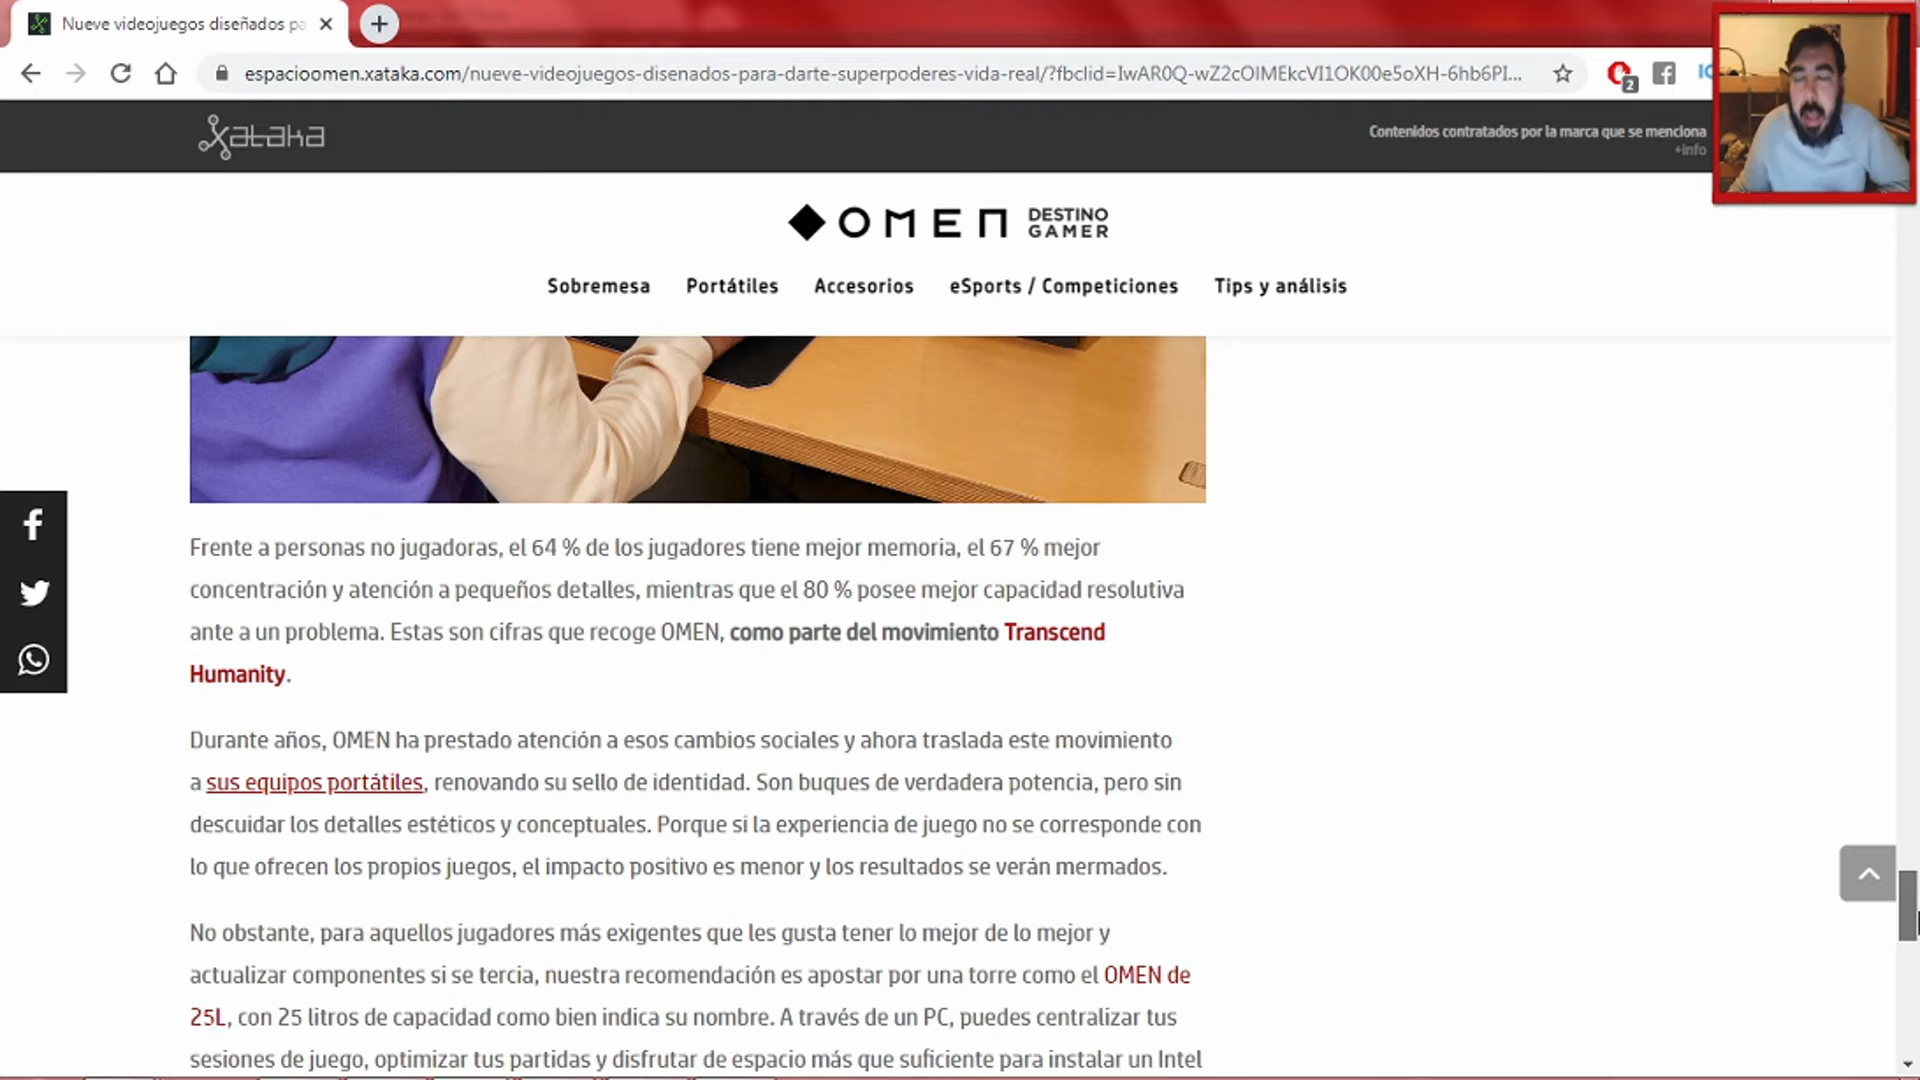 Nueve videojuegos diseñados pa
espacioomen.xataka.com/nueve-videojuegos-disenados-para-darte-superpoderes-vida-real/?fbclid=IwAR0Q-wZ2cOlMEkcVI1OK00e5oXH-6hb6PI...
2
xataka
Contenidos contratados por la marca que se menciona
+info
OMEN DESTINO GAMER
Sobremesa Portátiles Accesorios eSports / Competiciones Tips y análisis
Frente a personas no jugadoras, el 64 % de los jugadores tiene mejor memoria, el 67 % mejor
concentración y atención a pequeños detalles, mientras que el 80 % posee mejor capacidad resolutiva
ante a un problema. Estas son cifras que recoge OMEN, como parte del movimiento Transcend
Humanity.
Durante años, OMEN ha prestado atención a esos cambios sociales y ahora traslada este movimiento
a sus equipos portátiles, renovando su sello de identidad. Son buques de verdadera potencia, pero sin
descuidar los detalles estéticos y conceptuales. Porque si la experiencia de juego no se corresponde con
lo que ofrecen los propios juegos, el impacto positivo es menor y los resultados se verán mermados.
No obstante, para aquellos jugadores más exigentes que les gusta tener lo mejor de lo mejor y
actualizar componentes si se tercia, nuestra recomendación es apostar por una torre como el OMEN de
25L, con 25 litros de capacidad como bien indica su nombre. A través de un PC, puedes centralizar tus
sesiones de juego, optimizar tus partidas y disfrutar de espacio más que suficiente para instalar un Intel